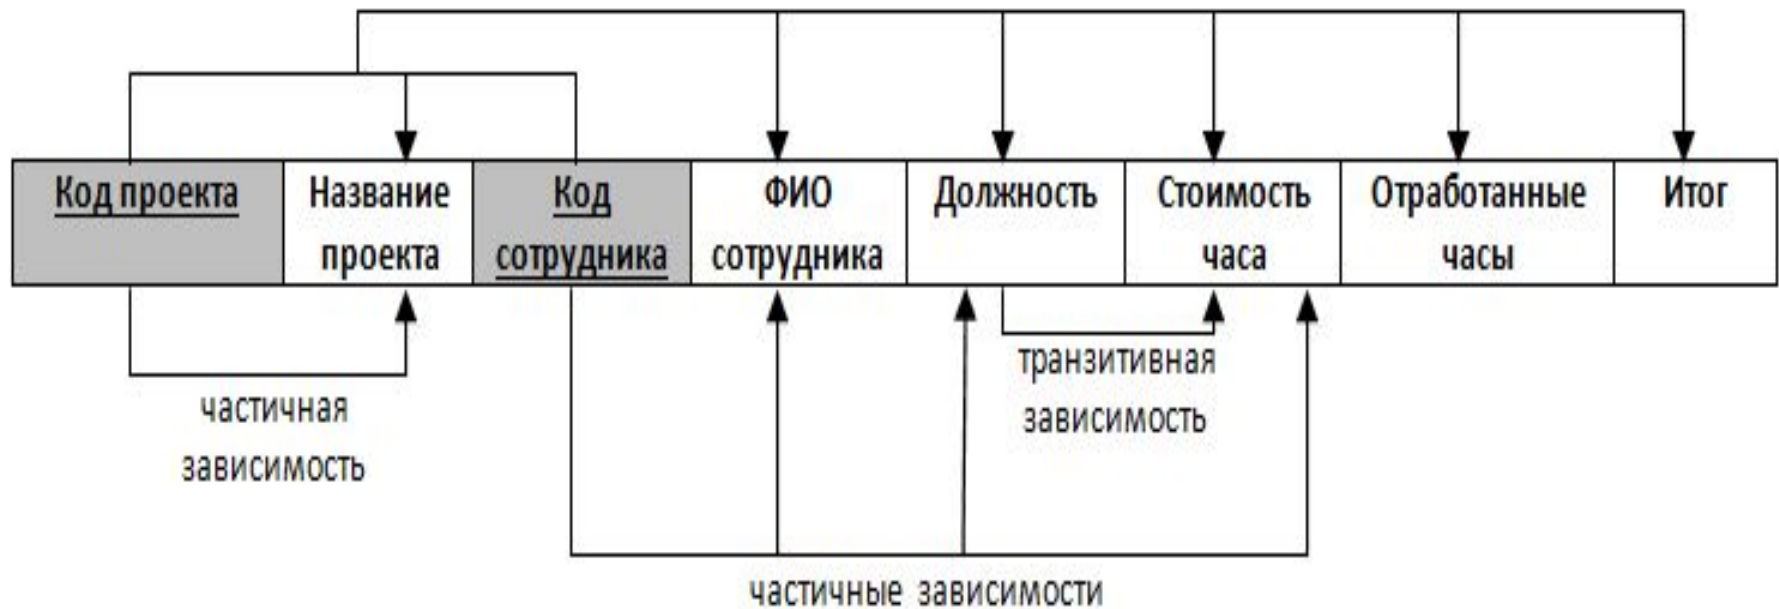 Код проекта
Название
проекта
Код
сотрудника
ФИО
сотрудника
Должность
Стоимость
часа
Отработанные
часы
Итог
частичная
зависимость
транзитивная
зависимость
частичные зависимости